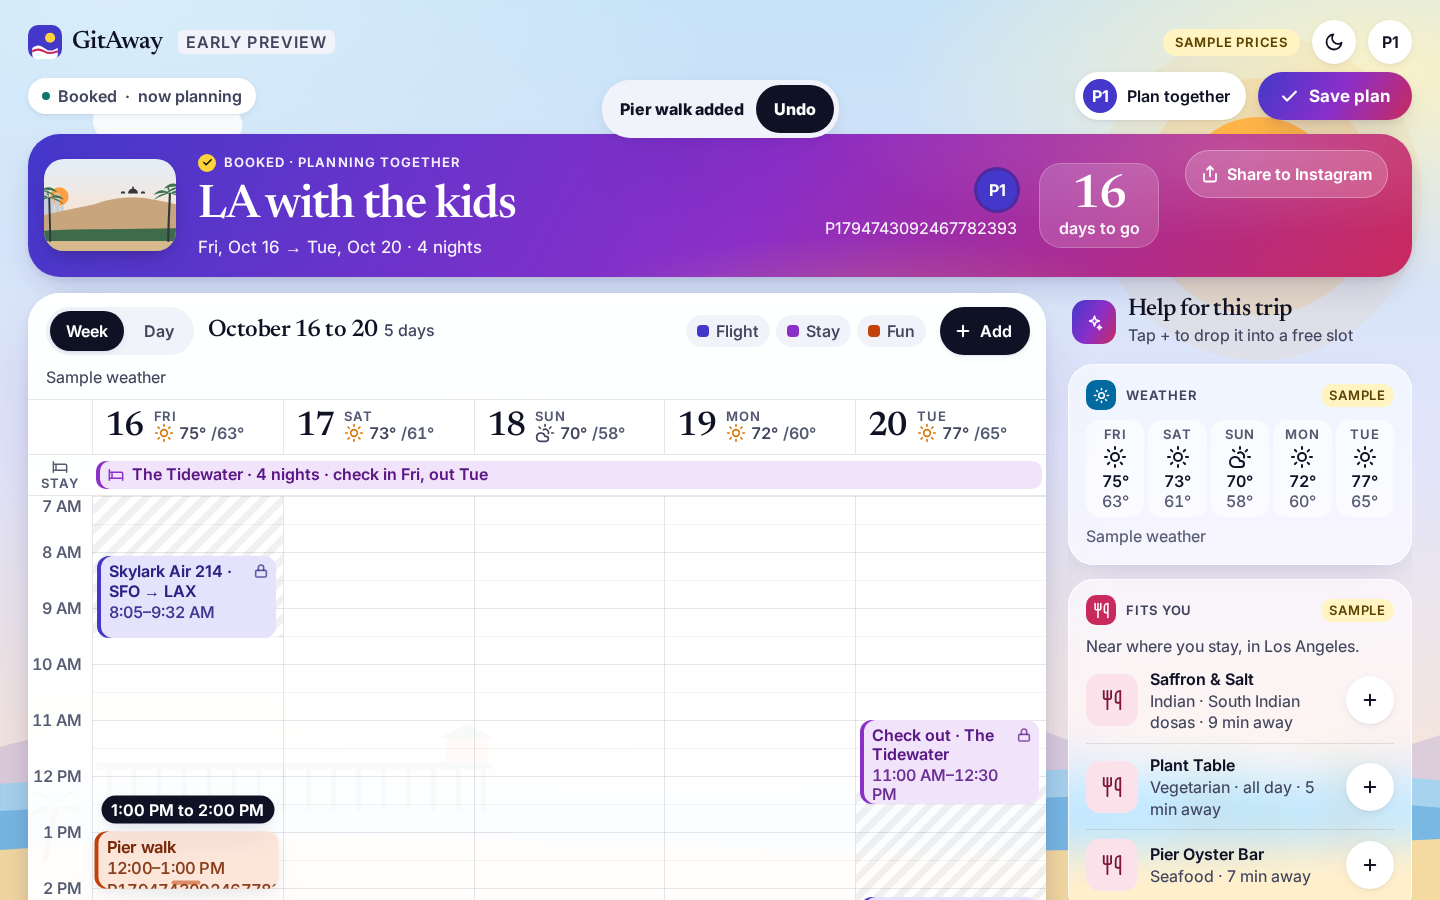 GitAway
EARLY PREVIEW
SAMPLE PRICES
P1
Booked · now planning
Pier walk added
Undo
P1
Plan together
Save plan
BOOKED · PLANNING TOGETHER
LA with the kids
Fri, Oct 16 → Tue, Oct 20 · 4 nights
P1
P1794743092467782393
16
days to go
Share to Instagram
Week
Day
October 16 to 20
5 days
Flight
Stay
Fun
+ Add
Sample weather
16 FRI
75° /63°
17 SAT
73° /61°
18 SUN
70° /58°
19 MON
72° /60°
20 TUE
77° /65°
STAY
The Tidewater · 4 nights · check in Fri, out Tue
7 AM
8 AM
Skylark Air 214 ·
SFO → LAX
8:05–9:32 AM
9 AM
10 AM
11 AM
Check out · The
Tidewater
11:00 AM–12:30
PM
12 PM
1:00 PM to 2:00 PM
1 PM
Pier walk
12:00–1:00 PM
2 PM
Help for this trip
Tap + to drop it into a free slot
WEATHER
SAMPLE
FRI
75°
63°
SAT
73°
61°
SUN
70°
58°
MON
72°
60°
TUE
77°
65°
Sample weather
FITS YOU
SAMPLE
Near where you stay, in Los Angeles.
Saffron & Salt
Indian · South Indian
dosas · 9 min away
+
Plant Table
Vegetarian · all day · 5
min away
+
Pier Oyster Bar
Seafood · 7 min away
+